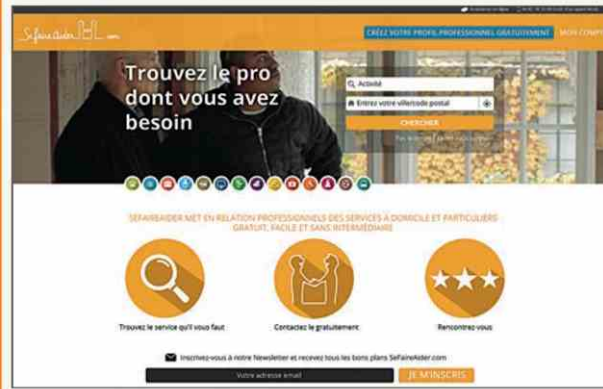 SefaireAider .com
CRÉEZ VOTRE PROFIL PROFESSIONNEL GRATUITEMENT
MON COMPTE
Trouvez le pro
dont vous avez
besoin
Activité
Entrez votre ville/code postal
CHERCHER
SEFAIREAIDER MET EN RELATION PROFESSIONNELS DES SERVICES À DOMICILE ET PARTICULIERS
GRATUIT, FACILE ET SANS INTERMÉDIAIRE
Trouvez le service qu'il vous faut
Contactez le gratuitement
Rencontrez-vous
Inscrivez-vous à notre Newsletter et recevez tous les bons plans SeFaireAider.com
Votre adresse email
JE M'INSCRIS